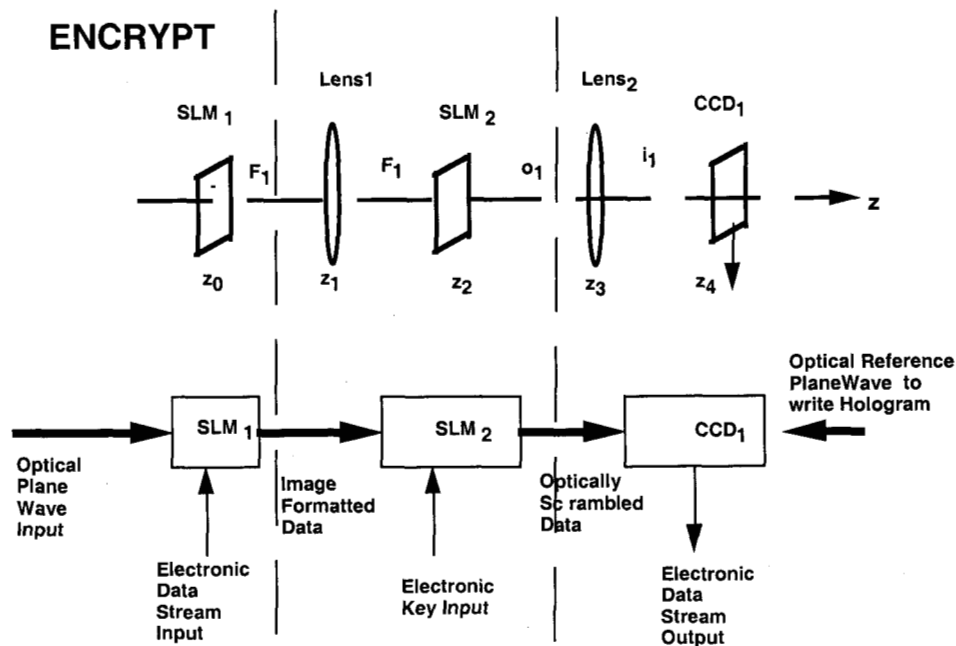 ENCRYPT
Lens1
Lens2
SLM 1
SLM 2
CCD1
F1
F1
o1
i1
z
z0
z1
z2
z3
z4
Optical Reference
PlaneWave to
write Hologram
SLM 1
SLM 2
CCD1
Optical
Plane
Wave
Input
Image
Formatted
Data
Optically
Sc rambled
Data
Electronic
Data
Stream
Input
Electronic
Key Input
Electronic
Data
Stream
Output